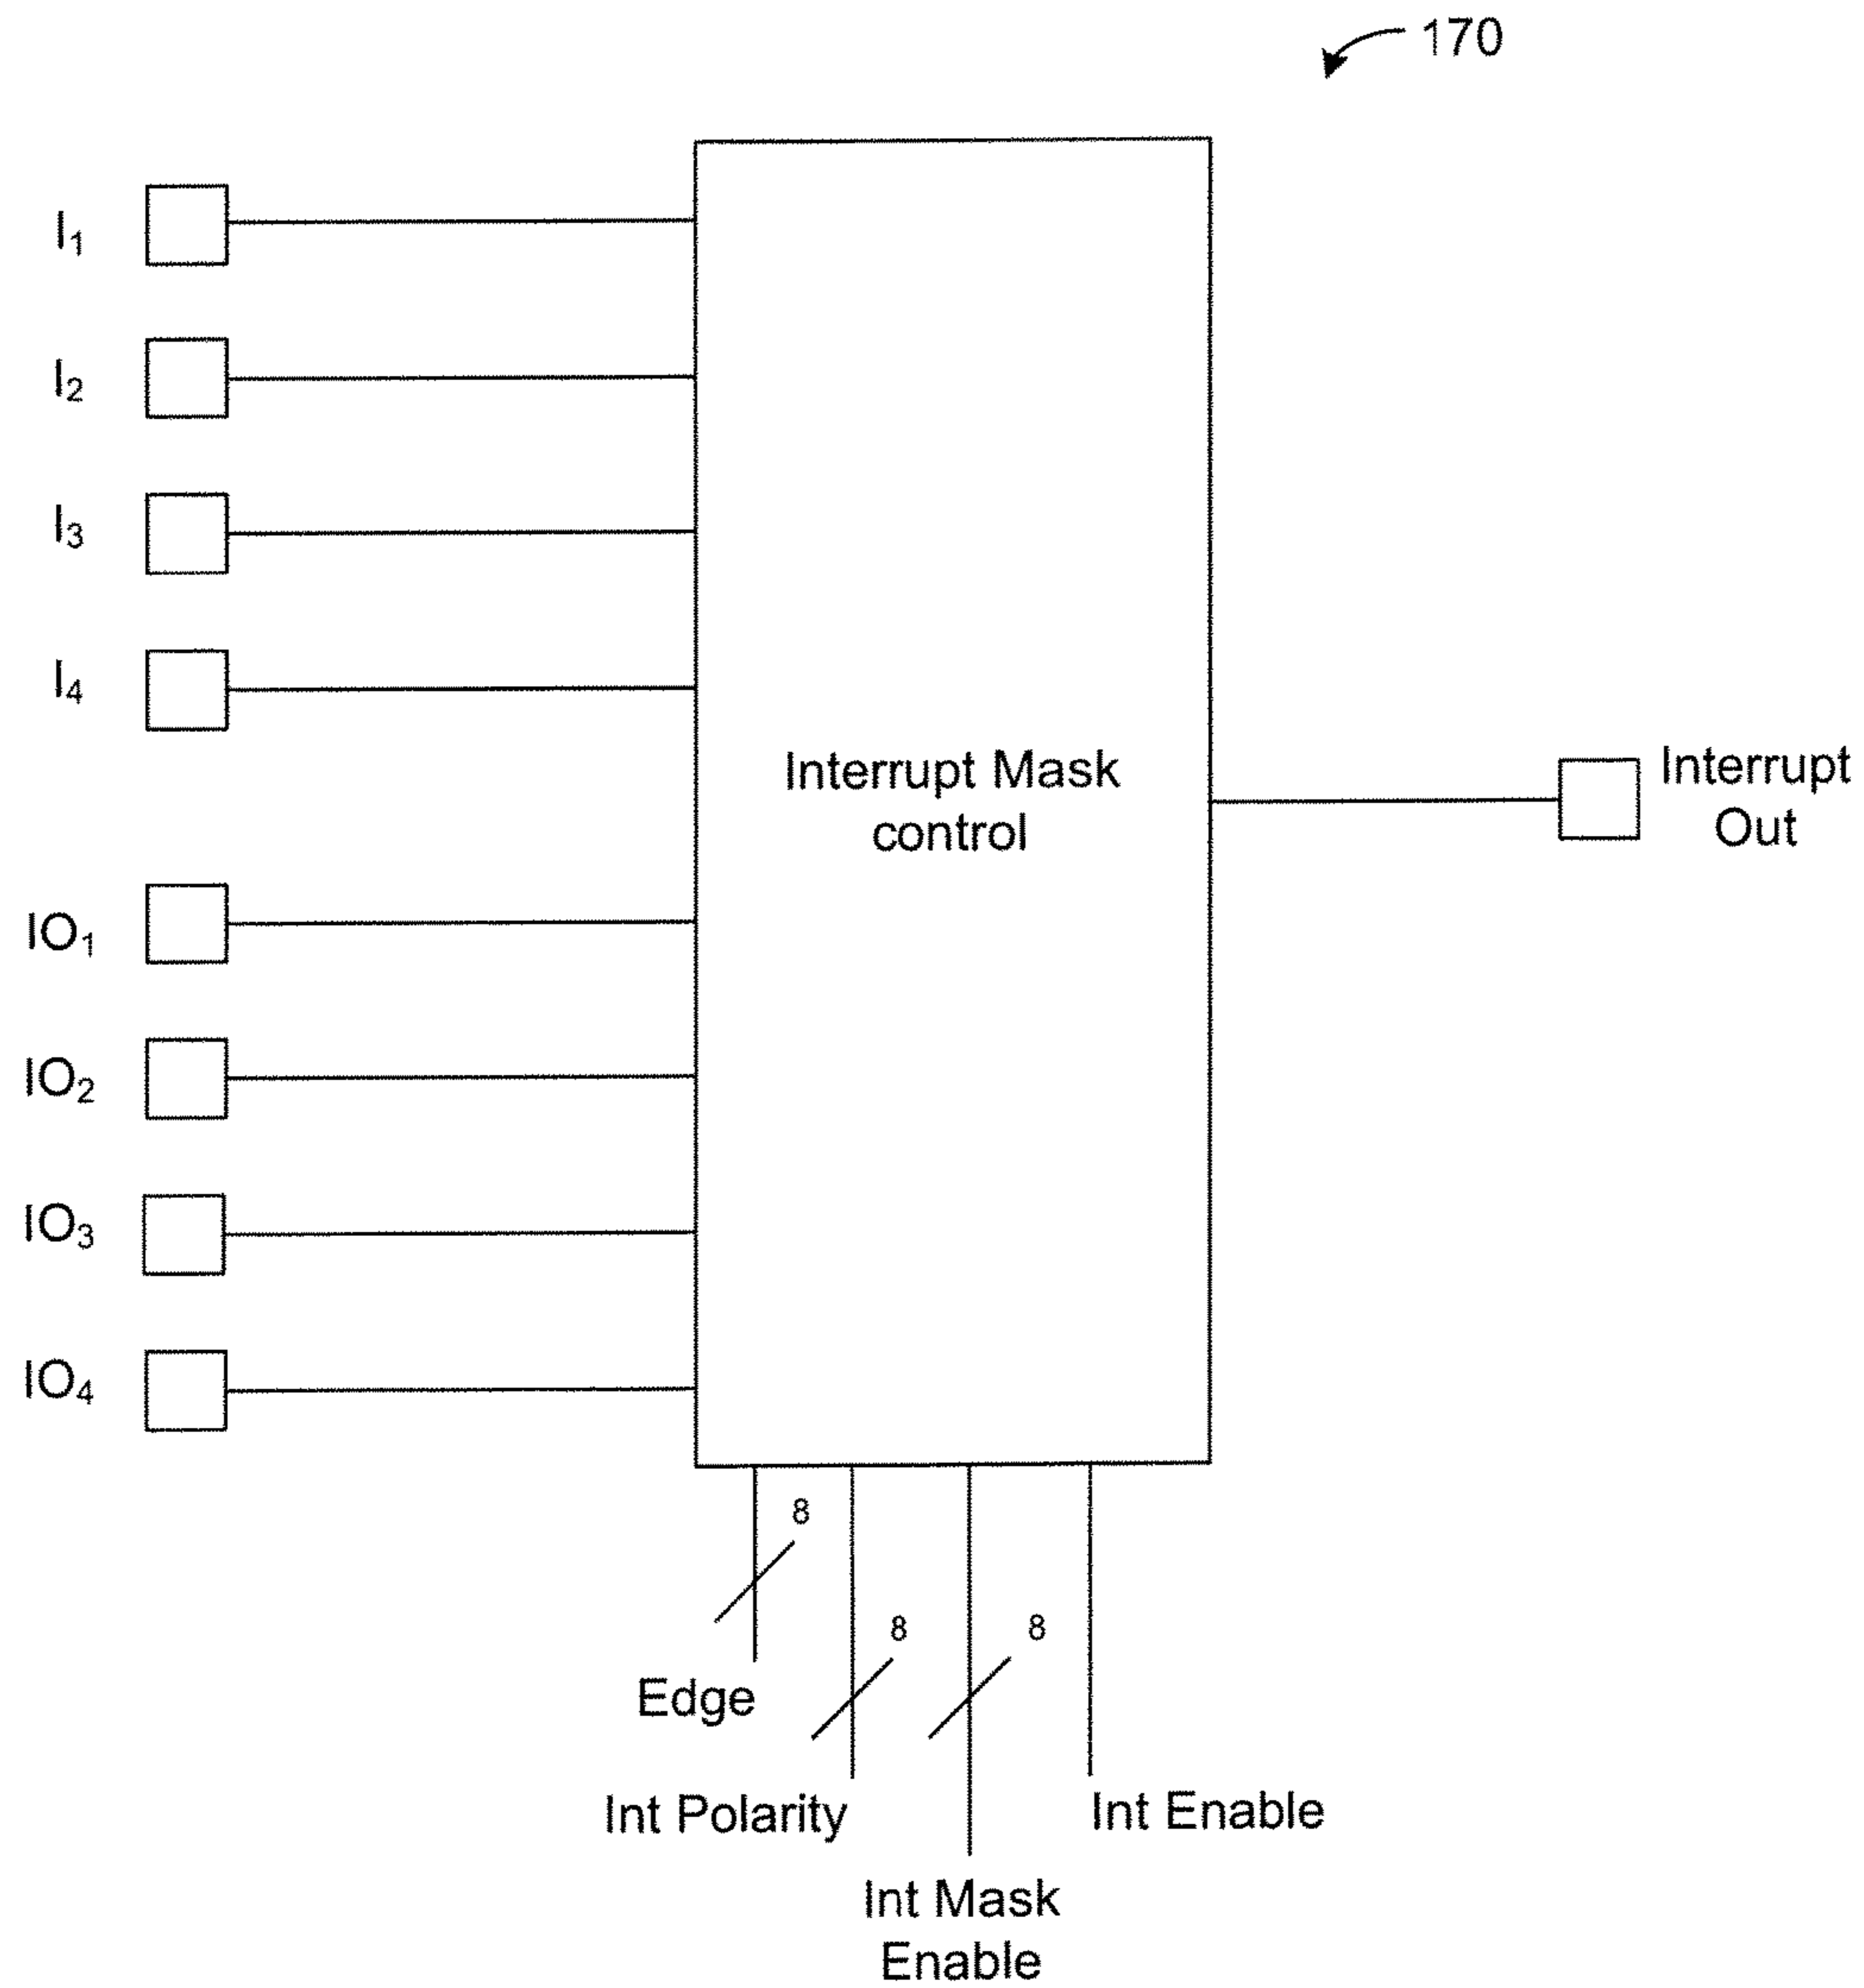 170
I₁
I₂
I₃
I₄
Interrupt Mask
control
Interrupt
Out
IO₁
IO₂
IO₃
IO₄
8
8
8
Edge
Int Polarity
Int Enable
Int Mask
Enable